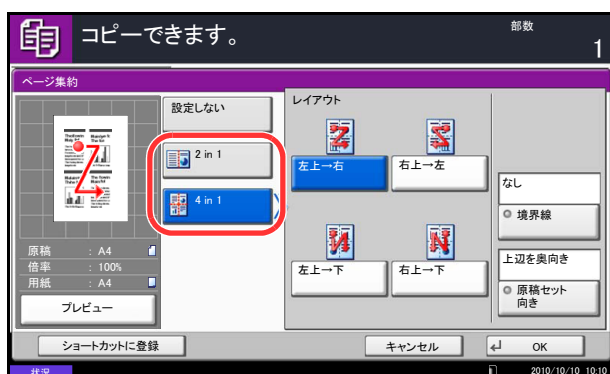 コピーできます。
部数
1
ページ集約
設定しない
2 in 1
4 in 1
レイアウト
左上→右
右上→左
左上→下
右上→下
なし
境界線
上辺を奥向き
原稿セット
向き
原稿 : A4
倍率 : 100%
用紙 : A4
プレビュー
ショートカットに登録
キャンセル
OK
状況
2010/10/10 10:10